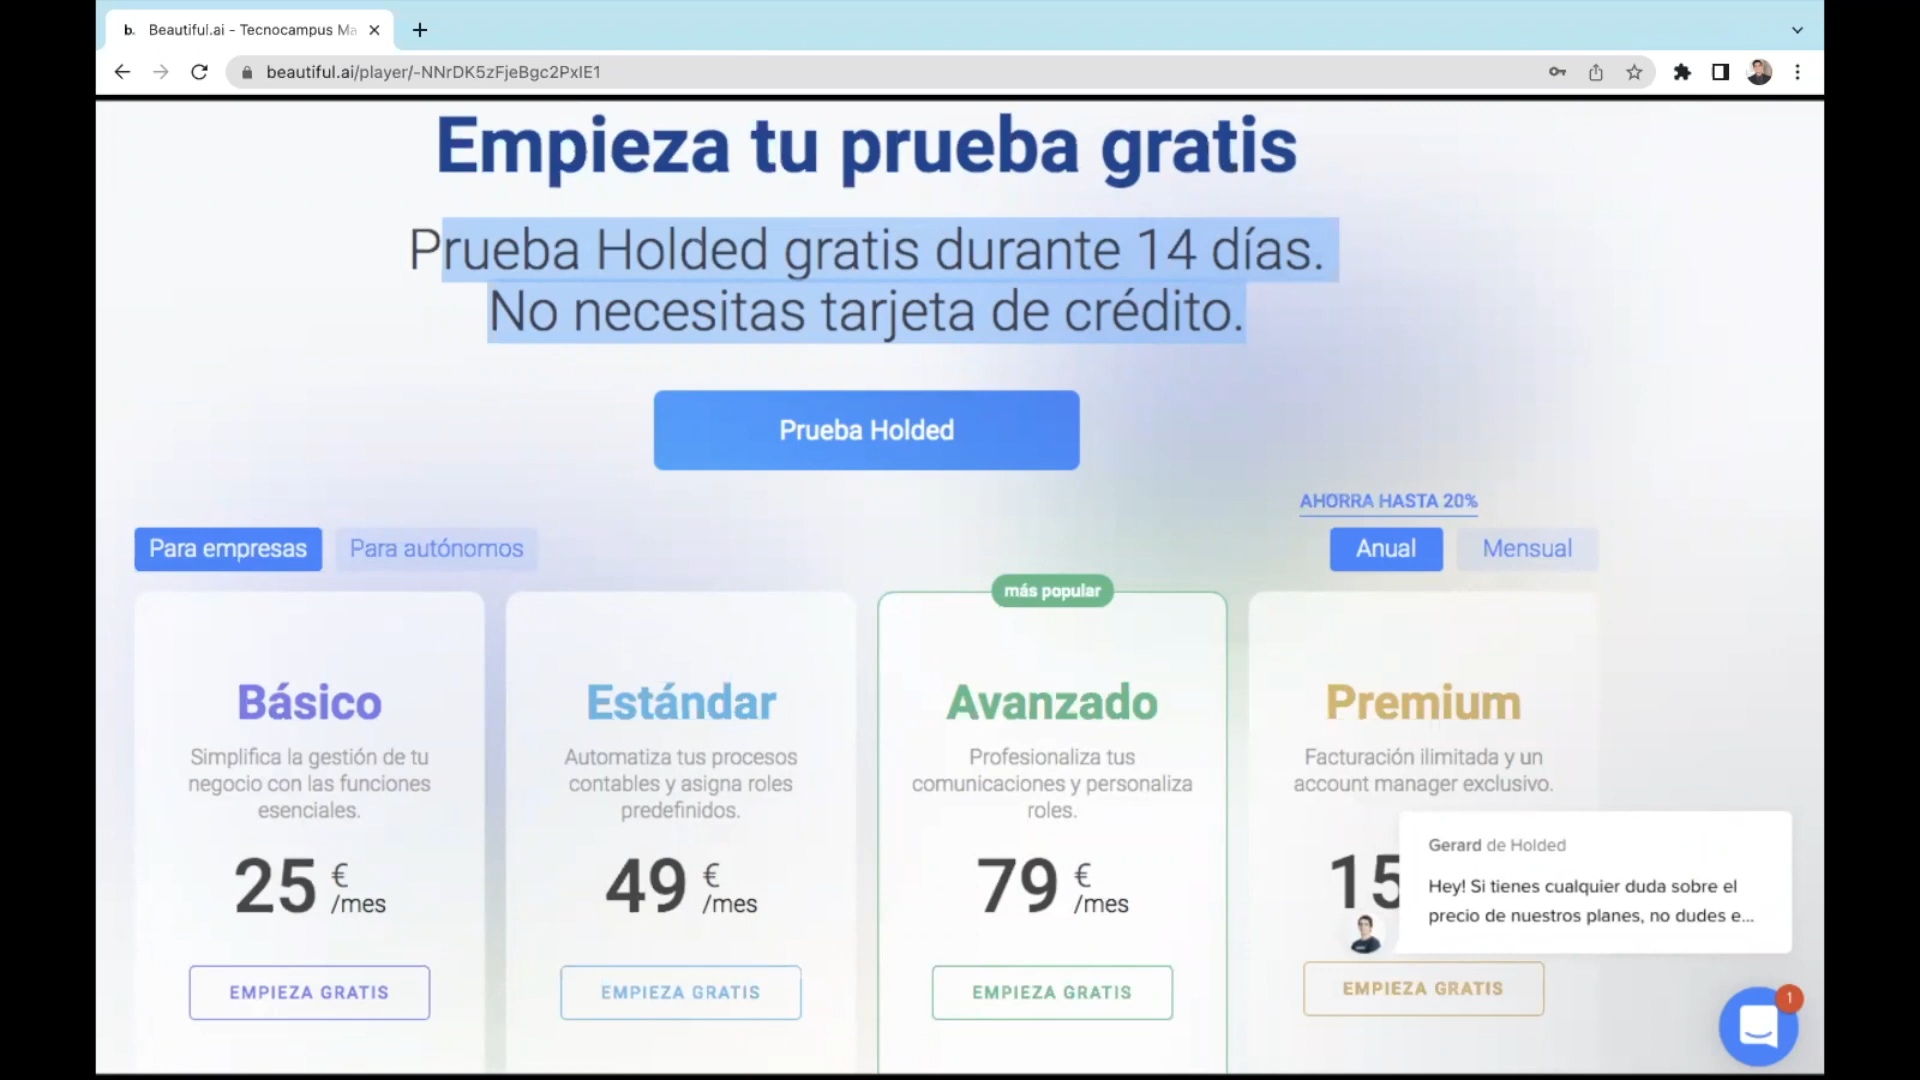 b. Beautiful.ai - Tecnocampus Ma
beautiful.ai/player/-NNrDK5zFjeBgc2PxIE1
Empieza tu prueba gratis
Prueba Holded gratis durante 14 días.
No necesitas tarjeta de crédito.
Prueba Holded
AHORRA HASTA 20%
Para empresas Para autónomos Anual Mensual
más popular
Básico
Simplifica la gestión de tu
negocio con las funciones
esenciales.
25 €
/mes
EMPIEZA GRATIS
Estándar
Automatiza tus procesos
contables y asigna roles
predefinidos.
49 €
/mes
EMPIEZA GRATIS
Avanzado
Profesionaliza tus
comunicaciones y personaliza
roles.
79 €
/mes
EMPIEZA GRATIS
Premium
Facturación ilimitada y un
account manager exclusivo.
15
EMPIEZA GRATIS
Gerard de Holded
Hey! Si tienes cualquier duda sobre el
precio de nuestros planes, no dudes e...
1